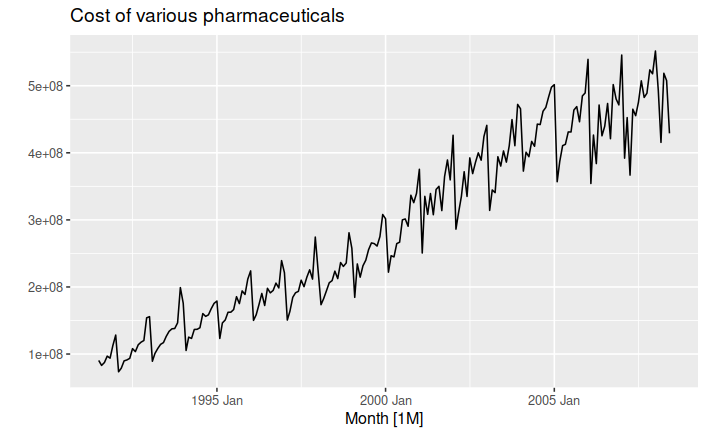 Cost of various pharmaceuticals
5e+08
4e+08
3e+08
2e+08
1e+08
1995 Jan 2000 Jan 2005 Jan
Month [1M]